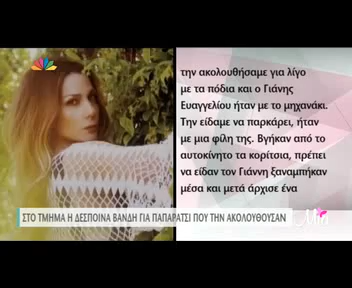 την ακολουθήσαμε για λίγο
με τα πόδια και ο Γιάνης
Ευαγγελίου ήταν με το μηχανάκι.
Την είδαμε να παρκάρει, ήταν
με μια φίλη της. Βγήκαν από το
αυτοκίνητο τα κορίτσια, πρέπει
να είδαν τον Γιάννη ξαναμπήκαν
μέσα και μετά άρχισε ένα
ΣΤΟ ΤΜΗΜΑ Η ΔΕΣΠΟΙΝΑ ΒΑΝΔΗ ΓΙΑ ΠΑΠΑΡΑΤΣΙ ΠΟΥ ΤΗΝ ΑΚΟΛΟΥΘΟΥΣΑΝ
Μία